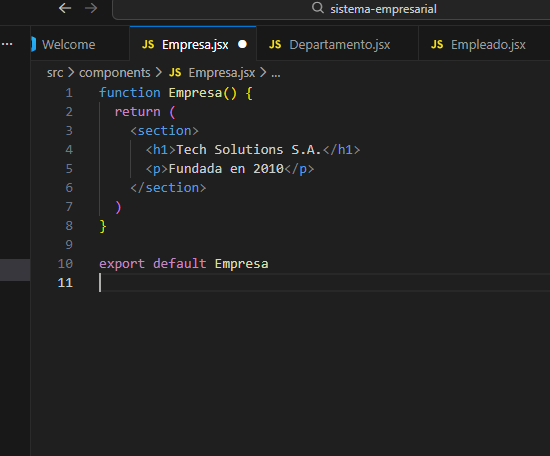 sistema-empresarial
... Welcome JS Empresa.jsx JS Departamento.jsx JS Empleado.jsx
src > components > JS Empresa.jsx > ...
1 function Empresa() {
2   return (
3     <section>
4       <h1>Tech Solutions S.A.</h1>
5       <p>Fundada en 2010</p>
6     </section>
7   )
8 }
9
10 export default Empresa
11